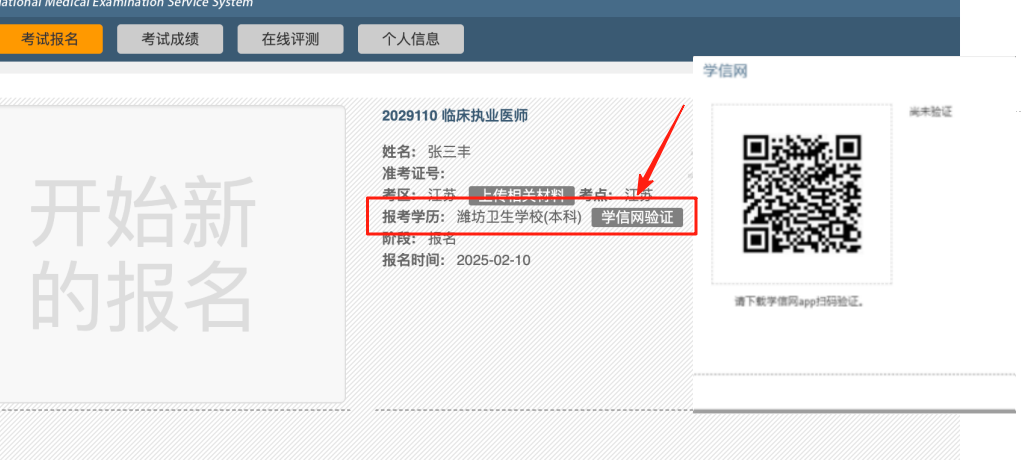 National Medical Examination Service System
考试报名
考试成绩
在线评测
个人信息
开始新
的报名
2029110 临床执业医师
姓名： 张三丰
准考证号：
考区： 江苏 上传相关材料 考点： 江苏
报考学历： 潍坊卫生学校(本科) 学信网验证
阶段： 报名
报名时间： 2025-02-10
学信网
尚未验证
请下载学信网app扫码验证。